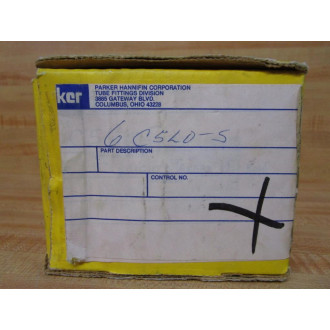 ker
PARKER HANNIFIN CORPORATION
TUBE FITTINGS DIVISION
3885 GATEWAY BLVD
COLUMBUS, OHIO 43228
6 C5LO-S
PART DESCRIPTION
CONTROL NO.
X